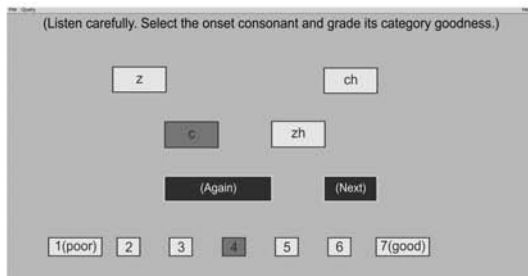 (Listen carefully. Select the onset consonant and grade its category goodness.)
z ch
c zh
(Again) (Next)
1(poor) 2 3 4 5 6 7(good)